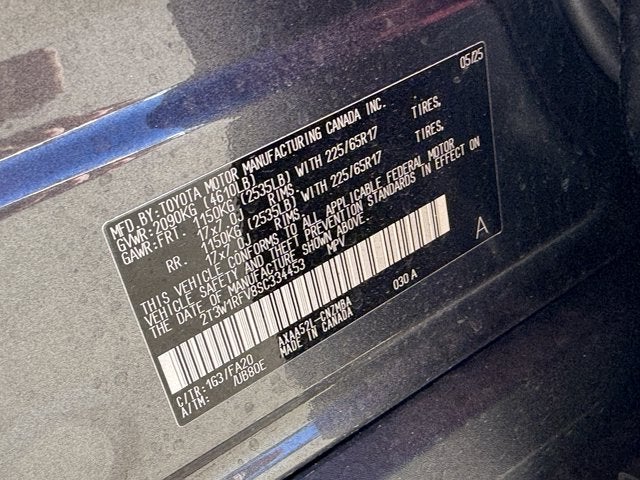 MFD. BY: TOYOTA MOTOR MANUFACTURING CANADA INC. 05/25
GVWR: 2090KG (4610LB)
GAWR: FRT. 1150KG (2535LB) WITH 225/65R17 TIRES,
17x7.0J RIMS,
RR. 1150KG (2535LB) WITH 225/65R17 TIRES,
17x7.0J RIMS.
THIS VEHICLE CONFORMS TO ALL APPLICABLE FEDERAL MOTOR
VEHICLE SAFETY AND THEFT PREVENTION STANDARDS IN EFFECT ON
THE DATE OF MANUFACTURE SHOWN ABOVE.
2T3W1RFV8SC334453 MPV A
030A
C/TR: 163/FA20 AXAA52L-CNZMBA
A/TM: /UB80E MADE IN CANADA